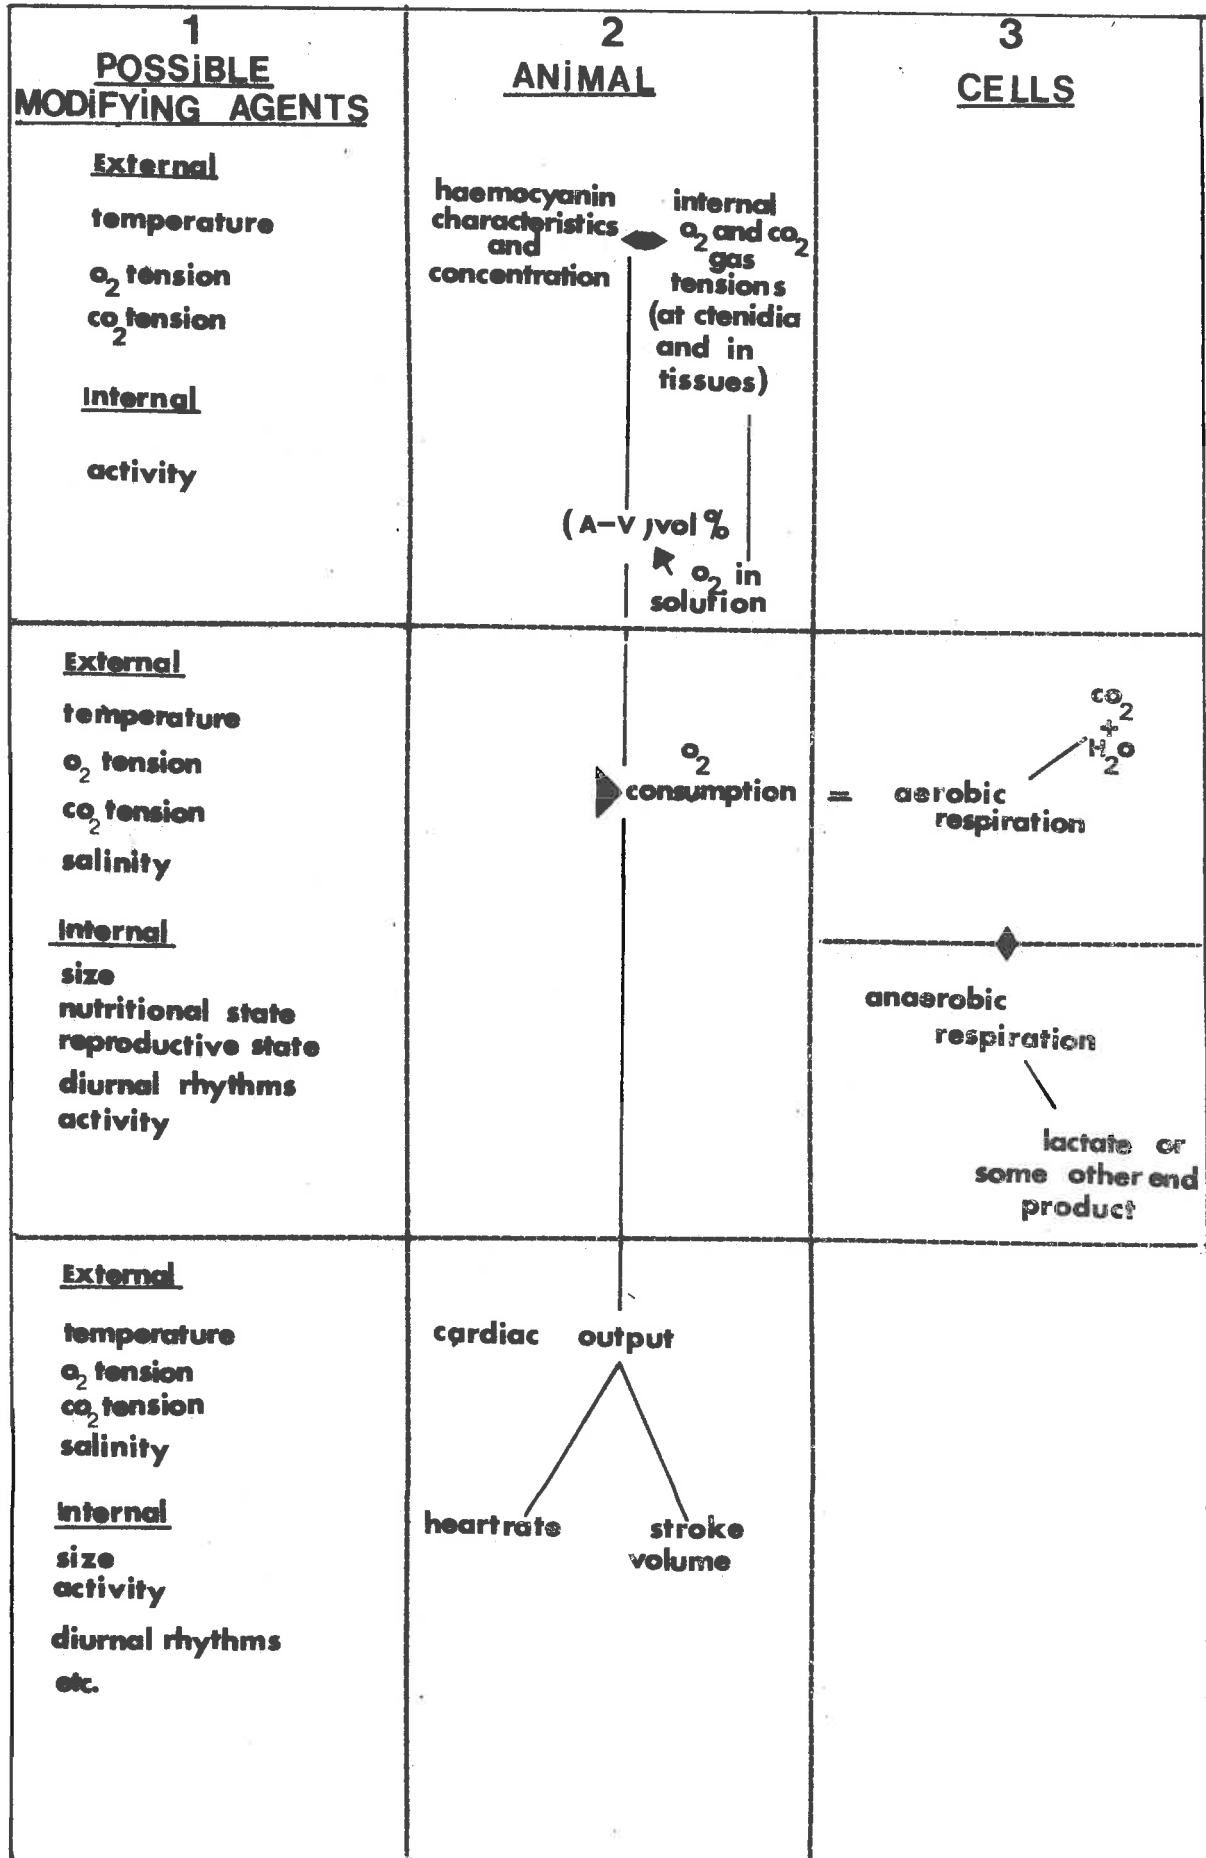 1
POSSIBLE
MODIFYING AGENTS
External
temperature
O₂ tension
CO₂ tension
Internal
activity
2
ANIMAL
haemocyanin
characteristics
and
concentration
internal
O₂ and CO₂
gas
tensions
(at ctenidia
and in
tissues)
(A-V) vol %
O₂ in
solution
3
CELLS
External
temperature
O₂ tension
CO₂ tension
salinity
Internal
size
nutritional state
reproductive state
diurnal rhythms
activity
O₂
consumption
=
aerobic
respiration
CO₂
+
H₂O
anaerobic
respiration
lactate or
some other end
product
External
temperature
O₂ tension
CO₂ tension
salinity
Internal
size
activity
diurnal rhythms
etc.
cardiac output
heart rate
stroke
volume